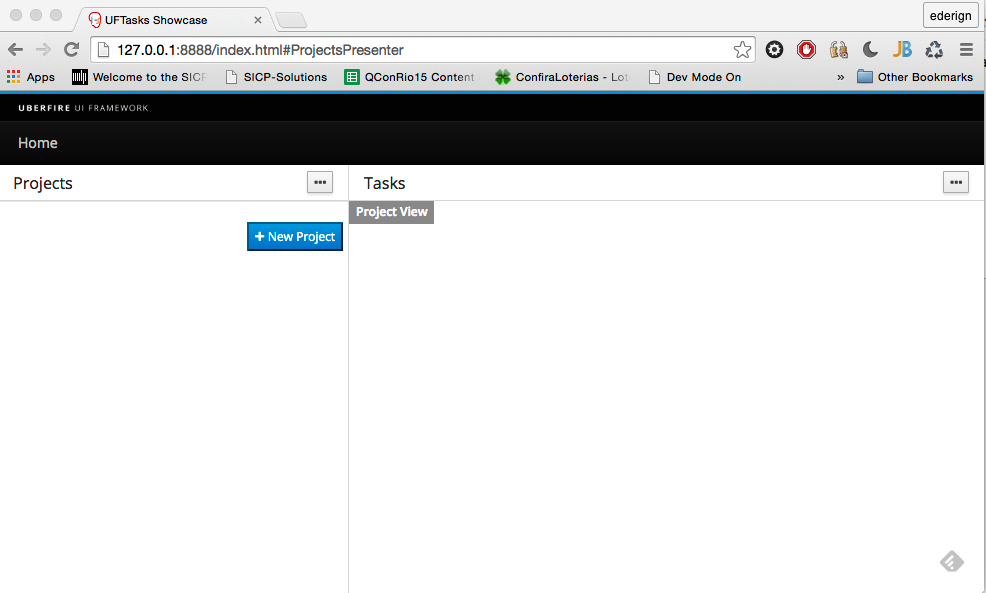 UFTasks Showcase
ederign
127.0.0.1:8888/index.html#ProjectsPresenter
Apps Welcome to the SICP SICP-Solutions QConRio15 Content ConfiraLoterias - Lot Dev Mode On » Other Bookmarks
UBERFIRE UI FRAMEWORK
Home
Projects
Tasks
Project View
+ New Project